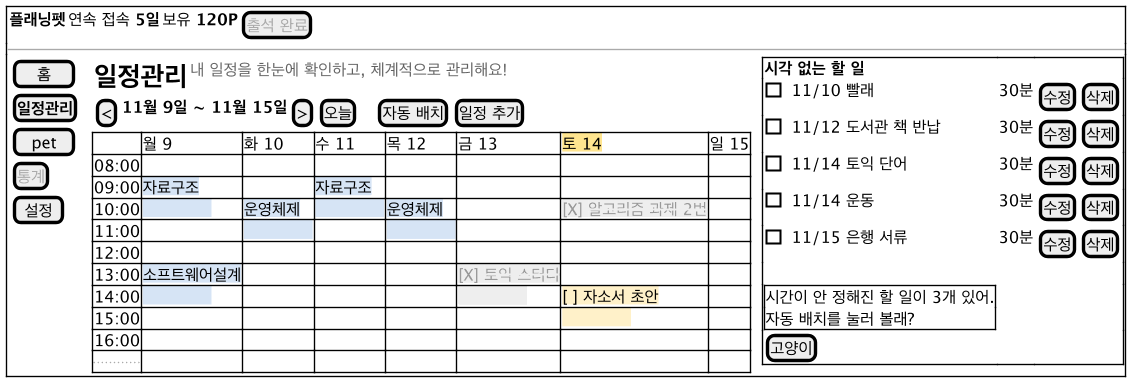 플래닝펫 연속 접속 5일 보유 120P 출석 완료
홈
일정관리
pet
통계
설정
일정관리 내 일정을 한눈에 확인하고, 체계적으로 관리해요!
< 11월 9일 ~ 11월 15일 > 오늘 자동 배치 일정 추가
월 9 화 10 수 11 목 12 금 13 토 14 일 15
08:00
09:00 자료구조 자료구조
10:00 운영체제 운영체제 [X] 알고리즘 과제 2번
11:00
12:00
13:00 소프트웨어설계 [X] 토익 스터디
14:00 [ ] 자소서 초안
15:00
16:00
시각 없는 할 일
11/10 빨래 30분 수정 삭제
11/12 도서관 책 반납 30분 수정 삭제
11/14 토익 단어 30분 수정 삭제
11/14 운동 30분 수정 삭제
11/15 은행 서류 30분 수정 삭제
시간이 안 정해진 할 일이 3개 있어.
자동 배치를 눌러 볼래?
고양이